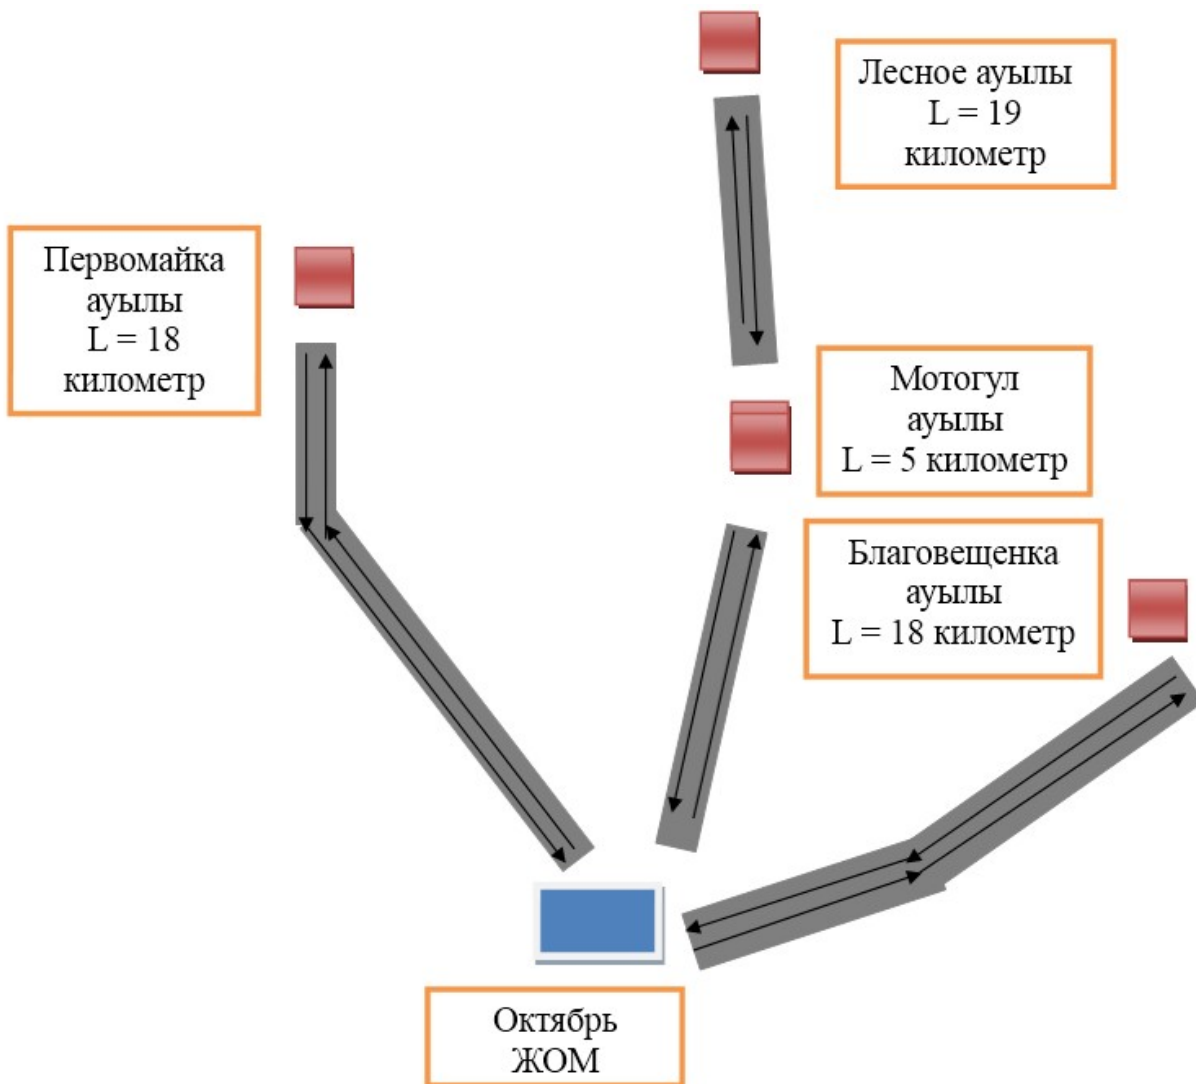 Лесное ауылы
L = 19
километр
Первомайка
ауылы
L = 18
километр
Мотогул
ауылы
L = 5 километр
Благовещенка
ауылы
L = 18 километр
Октябрь
ЖОМ